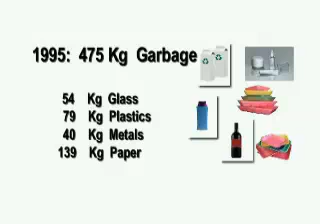 1995: 475 Kg Garbage
54 Kg Glass
79 Kg Plastics
40 Kg Metals
139 Kg Paper